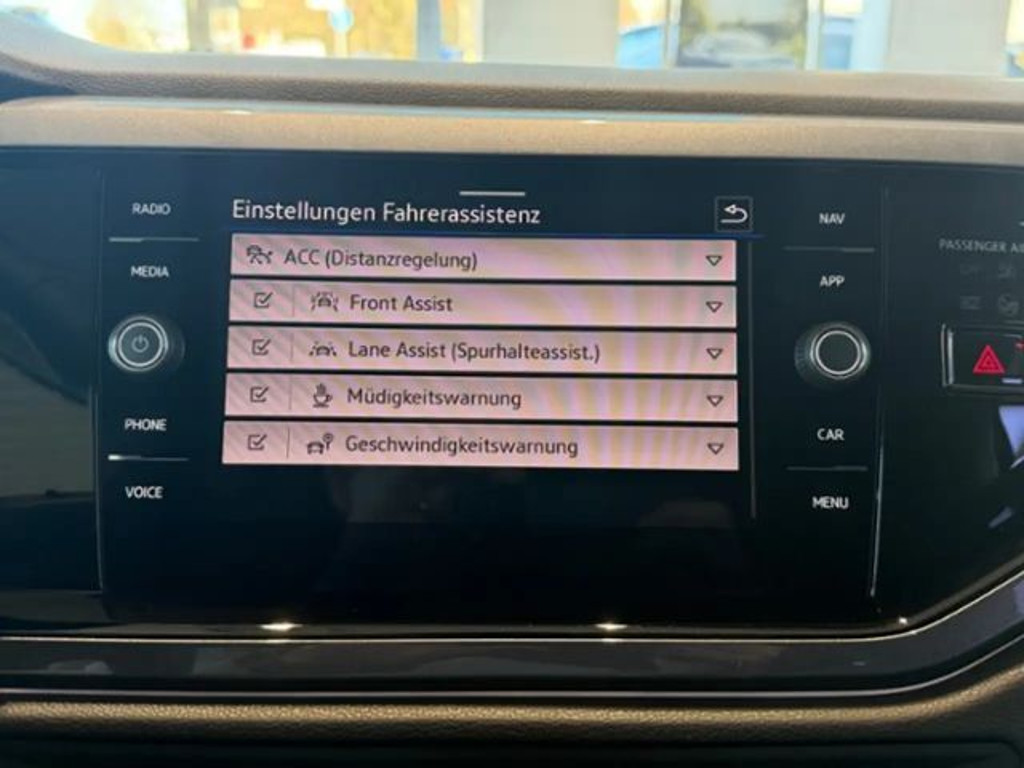 RADIO
MEDIA
PHONE
VOICE
Einstellungen Fahrerassistenz
ACC (Distanzregelung)
Front Assist
Lane Assist (Spurhalteassist.)
Müdigkeitswarnung
Geschwindigkeitswarnung
NAV
APP
CAR
MENU
PASSENGER